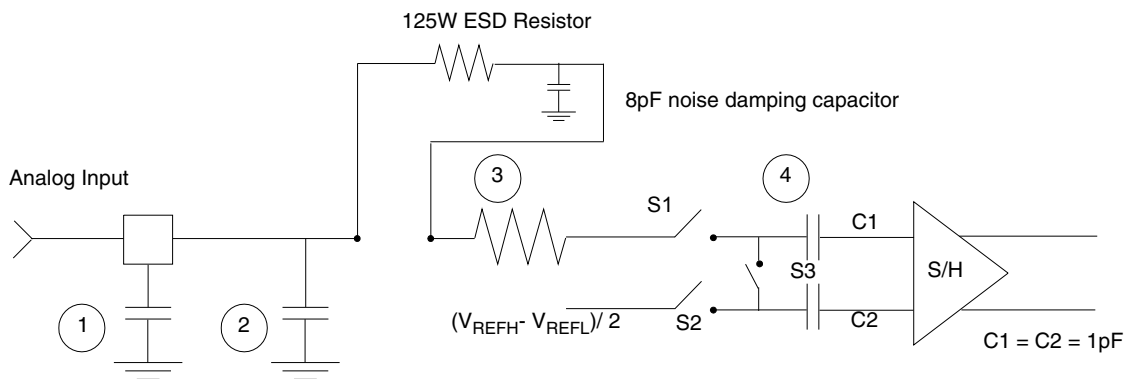 125W ESD Resistor
8pF noise damping capacitor
Analog Input
3
4
S1
C1
S3
S/H
1
2
(VREFH- VREFL)/ 2
S2
C2
C1 = C2 = 1pF